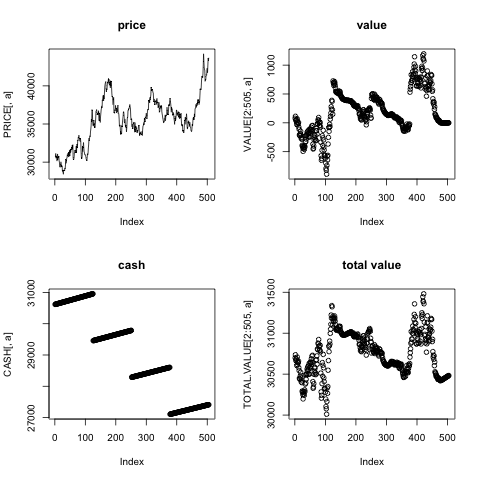 price
PRICE[, a]
30000 35000 40000
0 100 200 300 400 500
Index
value
VALUE[2:505, a]
-500 0 500 1000
0 100 200 300 400 500
Index
cash
CASH[, a]
27000 29000 31000
0 100 200 300 400 500
Index
total value
TOTAL.VALUE[2:505, a]
30000 30500 31000 31500
0 100 200 300 400 500
Index